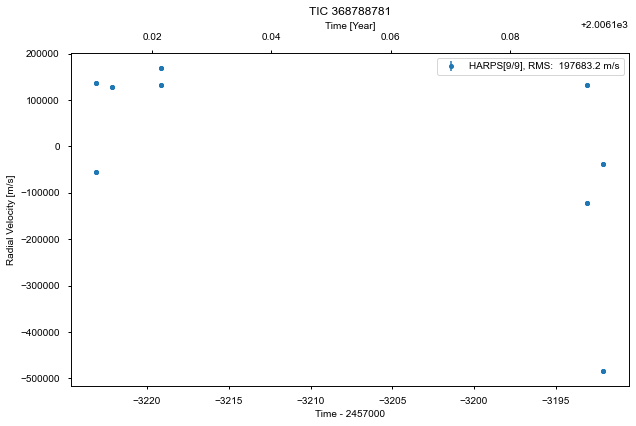 TIC 368788781
Time [Year]
0.02 0.04 0.06 0.08 +2.0061e3
HARPS[9/9], RMS: 197683.2 m/s
200000
100000
0
−100000
−200000
−300000
−400000
−500000
Radial Velocity [m/s]
−3220 −3215 −3210 −3205 −3200 −3195
Time - 2457000